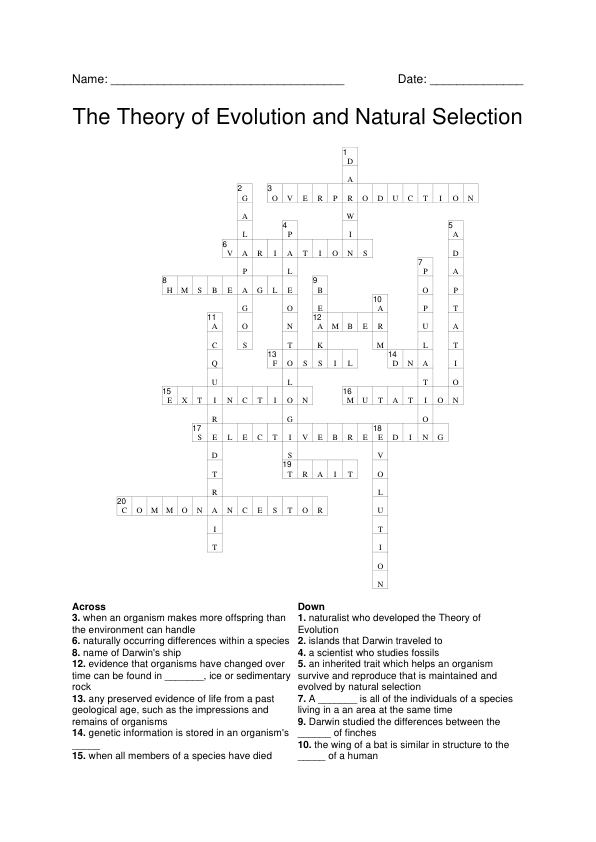 Name: ___________________________________ Date: ______________
The Theory of Evolution and Natural Selection
1
D
A
2 3
G O V E R P R O D U C T I O N
A W
4 5
L P I A
6
V A R I A T I O N S D
7
P L P A
8 9
H M S B E A G L E B O P
10
G O E A P T
11 12
A O N A M B E R U A
C S T K M L T
13 14
Q F O S S I L D N A I
U L T O
15 16
E X T I N C T I O N M U T A T I O N
R G O
17 18
S E L E C T I V E B R E E D I N G
D S V
19
T T R A I T O
R L
20
C O M M O N A N C E S T O R U
I T
T I
O
N
Across
3. when an organism makes more offspring than
the environment can handle
6. naturally occurring differences within a species
8. name of Darwin's ship
12. evidence that organisms have changed over
time can be found in _______, ice or sedimentary
rock
13. any preserved evidence of life from a past
geological age, such as the impressions and
remains of organisms
14. genetic information is stored in an organism's
_____
15. when all members of a species have died
Down
1. naturalist who developed the Theory of
Evolution
2. islands that Darwin traveled to
4. a scientist who studies fossils
5. an inherited trait which helps an organism
survive and reproduce that is maintained and
evolved by natural selection
7. A _______ is all of the individuals of a species
living in a an area at the same time
9. Darwin studied the differences between the
______ of finches
10. the wing of a bat is similar in structure to the
_____ of a human